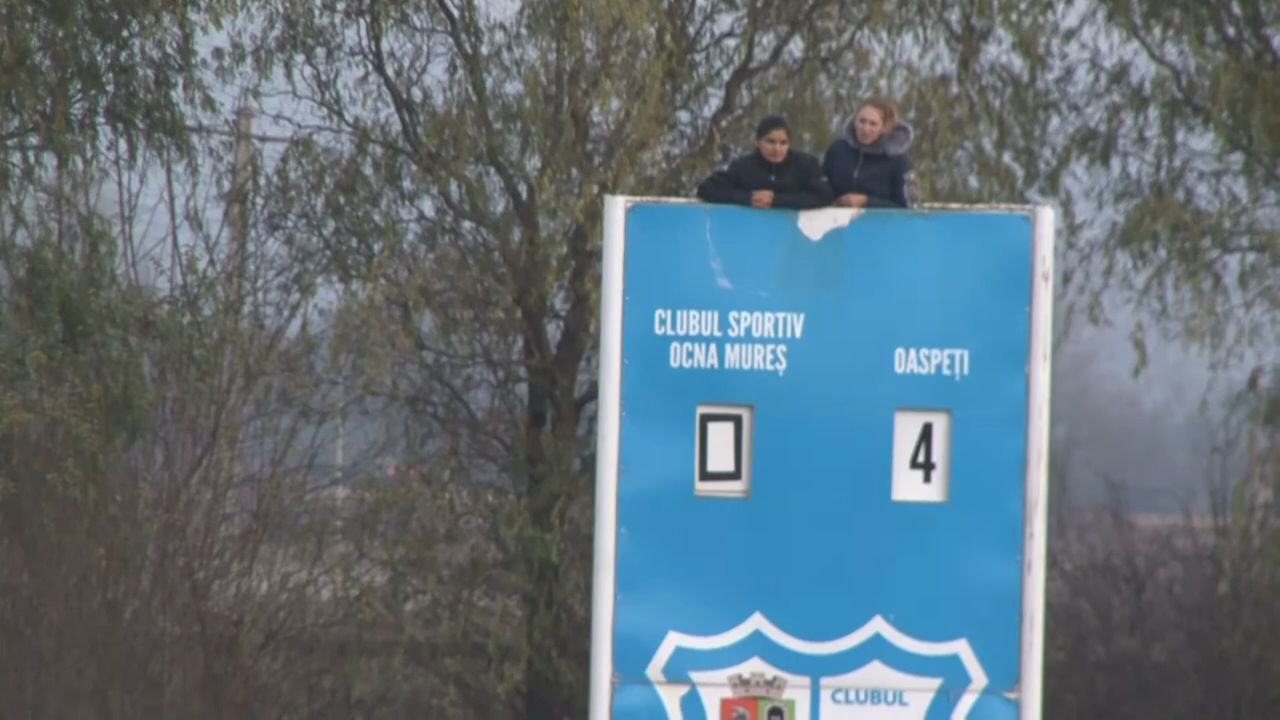 CLUBUL SPORTIV
OCNA MUREȘ
OASPEȚI
0
4
CLUBUL